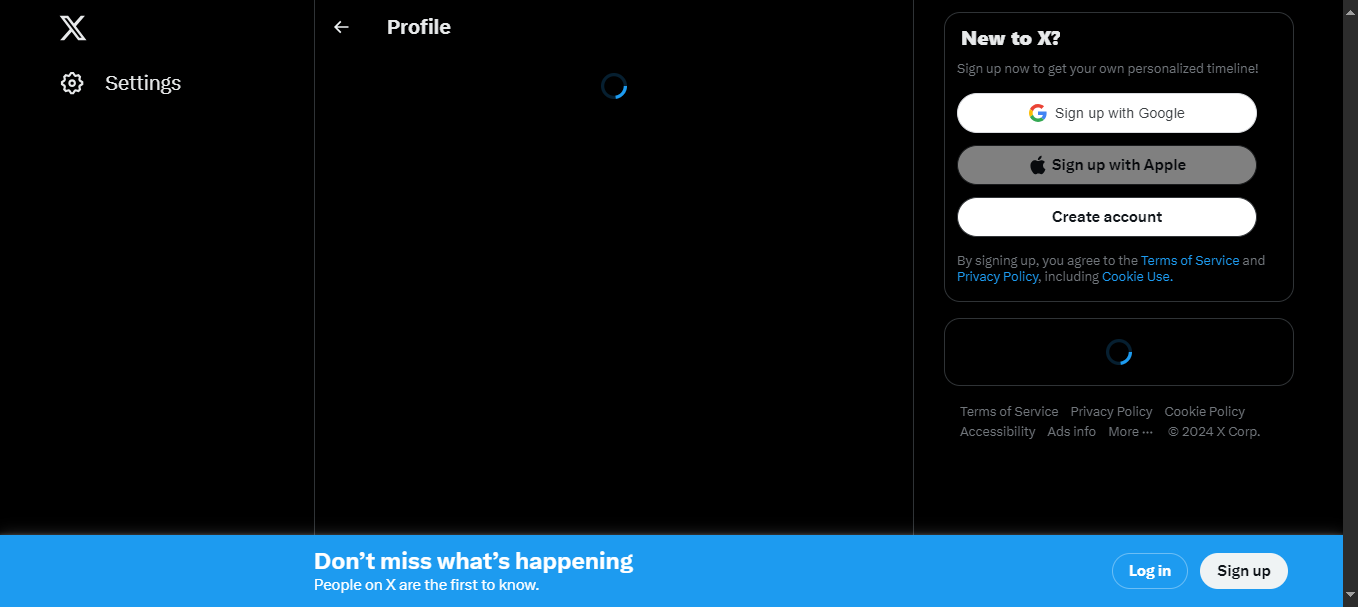 Settings
Profile
New to X?
Sign up now to get your own personalized timeline!
Sign up with Google
Sign up with Apple
Create account
By signing up, you agree to the Terms of Service and
Privacy Policy, including Cookie Use.
Terms of Service Privacy Policy Cookie Policy
Accessibility Ads info More ··· © 2024 X Corp.
Don’t miss what’s happening
People on X are the first to know.
Log in
Sign up